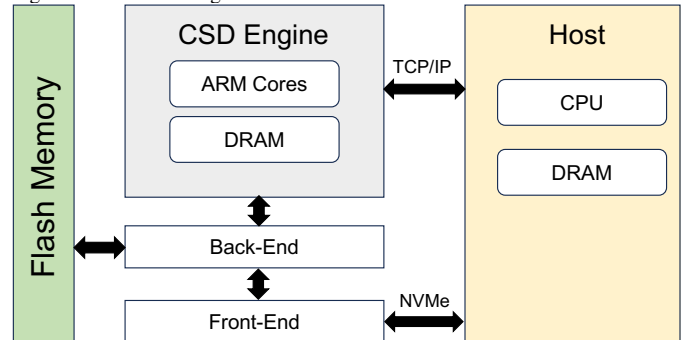 CSD Engine
ARM Cores
DRAM
Flash Memory
Back-End
Front-End
TCP/IP
NVMe
Host
CPU
DRAM